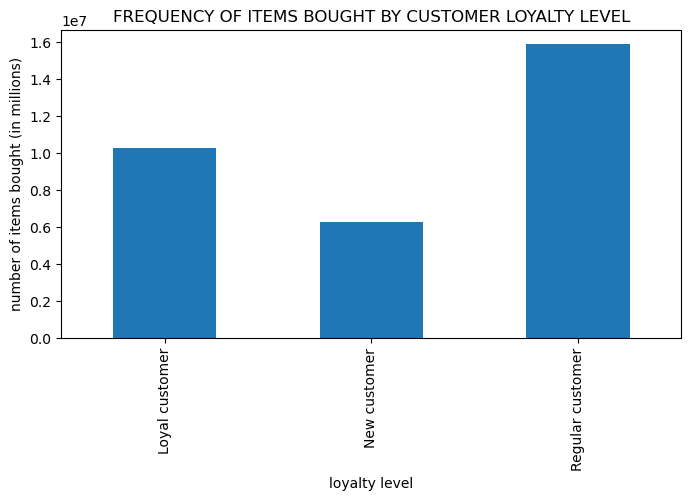 FREQUENCY OF ITEMS BOUGHT BY CUSTOMER LOYALTY LEVEL
1e7
number of items bought (in millions)
1.6
1.4
1.2
1.0
0.8
0.6
0.4
0.2
0.0
Loyal customer
New customer
Regular customer
loyalty level